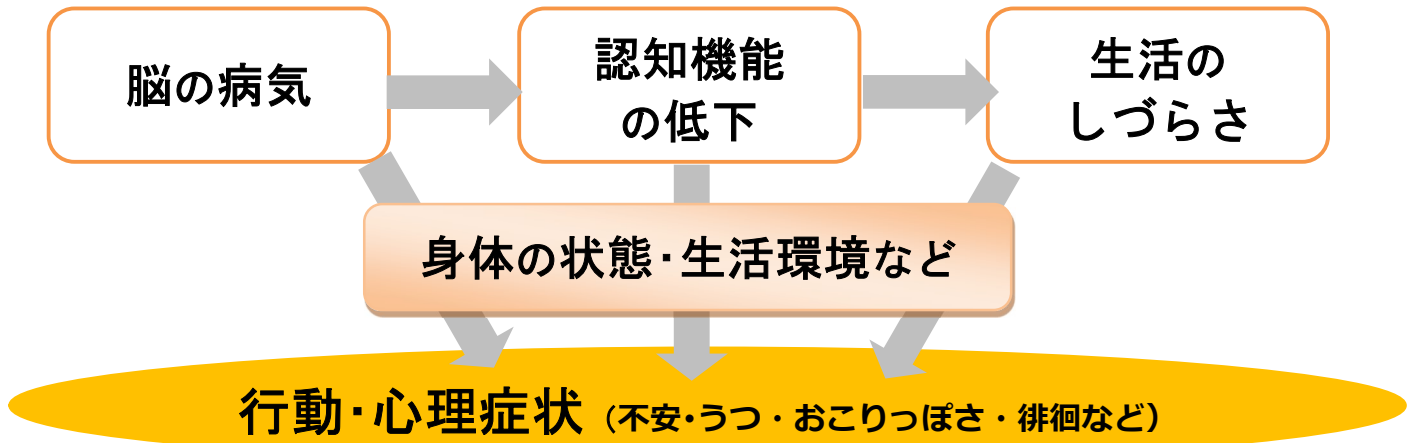 脳の病気
認知機能
の低下
生活の
しづらさ
身体の状態・生活環境など
行動・心理症状（不安・うつ・おこりっぽさ・徘徊など）